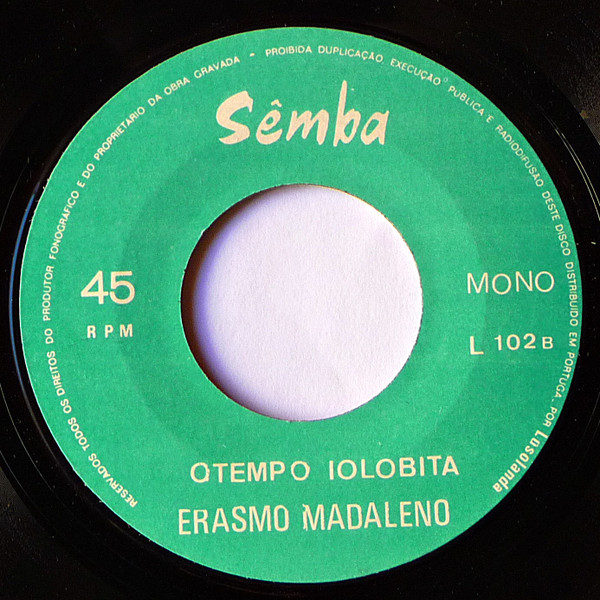 RESERVADOS TODOS OS DIREITOS DO PRODUTOR FONOGRAFICO E DO PROPRIETARIO DA OBRA GRAVADA - PROIBIDA DUPLICAÇÃO, EXECUÇÃO PUBLICA E RADIODIFUSÃO DESTE DISCO DISTRIBUIDO EM PORTUGAL POR Lusolanda
Sêmba
45
RPM
MONO
L 102 B
OTEMPO IOLOBITA
ERASMO MADALENO